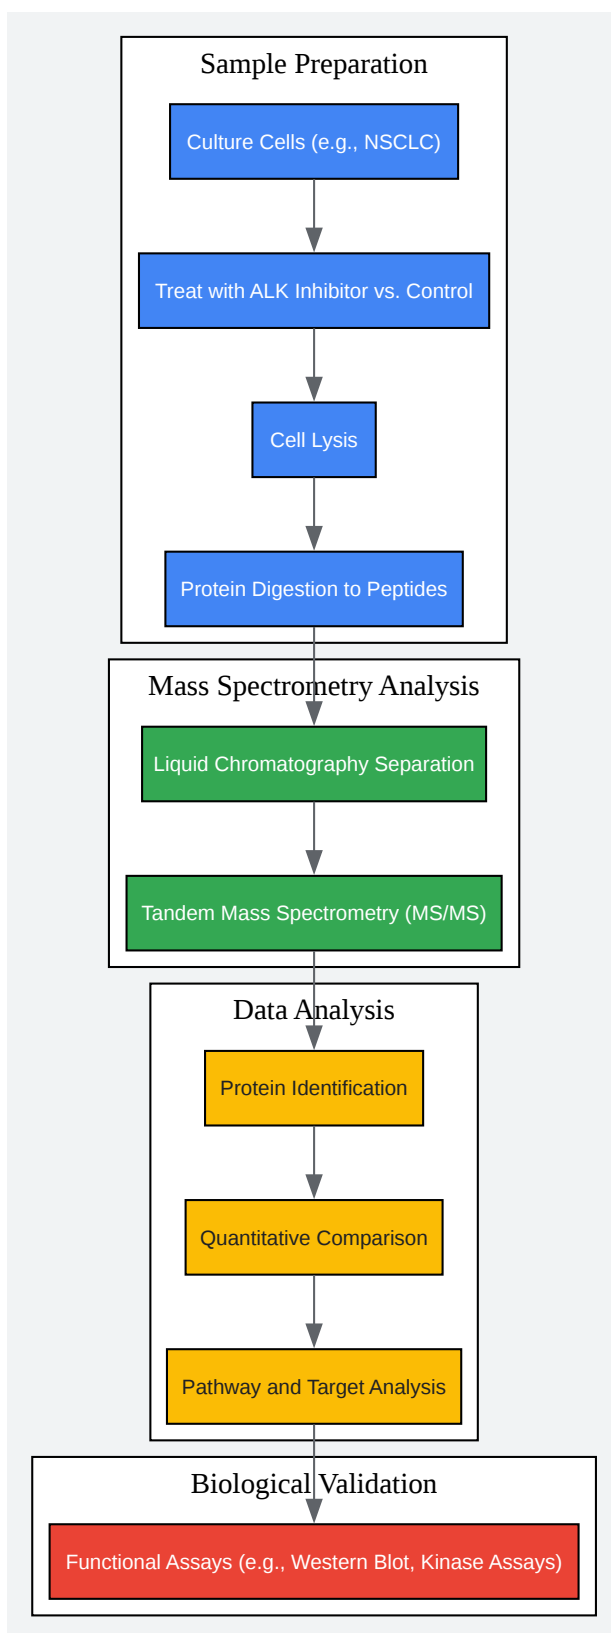 Sample Preparation
Culture Cells (e.g., NSCLC)
Treat with ALK Inhibitor vs. Control
Cell Lysis
Protein Digestion to Peptides
Mass Spectrometry Analysis
Liquid Chromatography Separation
Tandem Mass Spectrometry (MS/MS)
Data Analysis
Protein Identification
Quantitative Comparison
Pathway and Target Analysis
Biological Validation
Functional Assays (e.g., Western Blot, Kinase Assays)